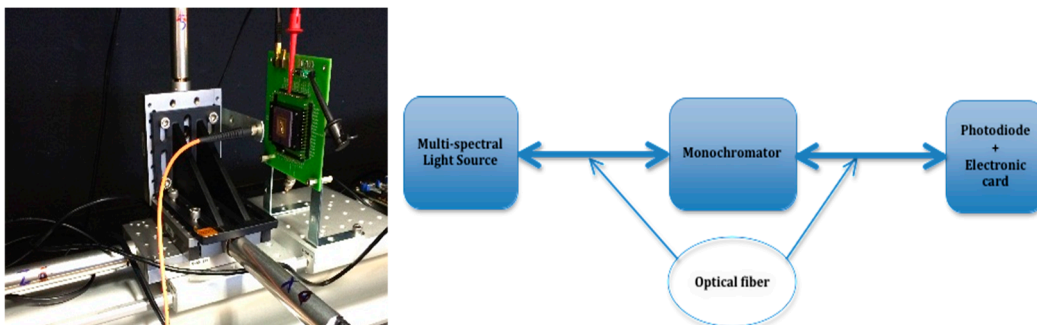 Multi-spectral
Light Source
Monochromator
Photodiode
+
Electronic
card
Optical fiber